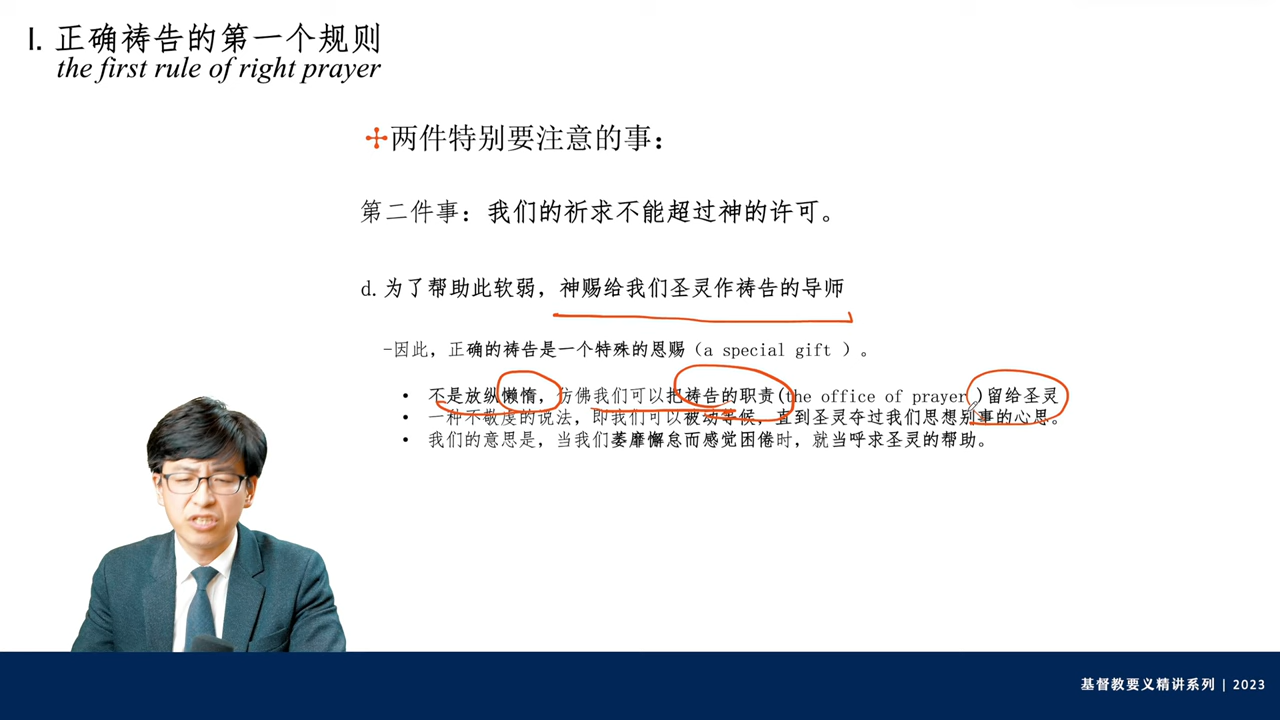 I. 正确祷告的第一个规则
the first rule of right prayer
两件特别要注意的事：
第二件事：我们的祈求不能超过神的许可。
d.为了帮助此软弱，神赐给我们圣灵作祷告的导师
-因此，正确的祷告是一个特殊的恩赐（a special gift ）。
• 不是放纵懒惰，仿佛我们可以把祷告的职责(the office of prayer )留给圣灵
• 一种不敬虔的说法，即我们可以被动等候，直到圣灵夺过我们思想别事的心思。
• 我们的意思是，当我们萎靡懈怠而感觉困倦时，就当呼求圣灵的帮助。
基督教要义精讲系列 | 2023